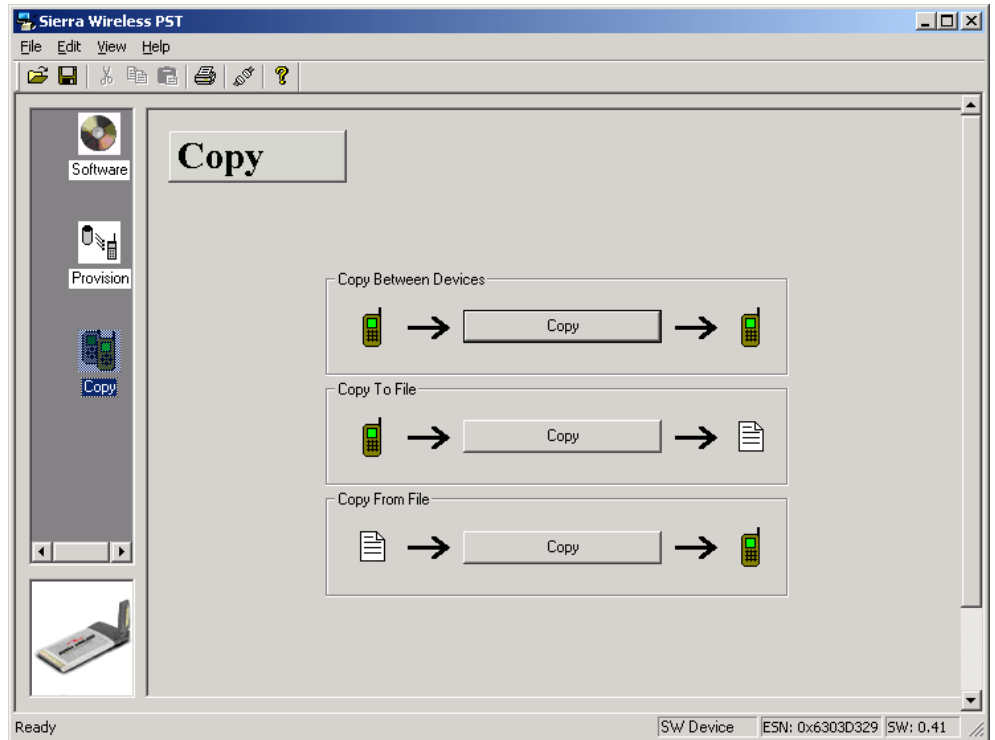 Sierra Wireless PST
File Edit View Help
Software
Provision
Copy
Copy
Copy Between Devices
Copy
Copy To File
Copy
Copy From File
Copy
Ready
SW Device
ESN: 0x6303D329
SW: 0.41